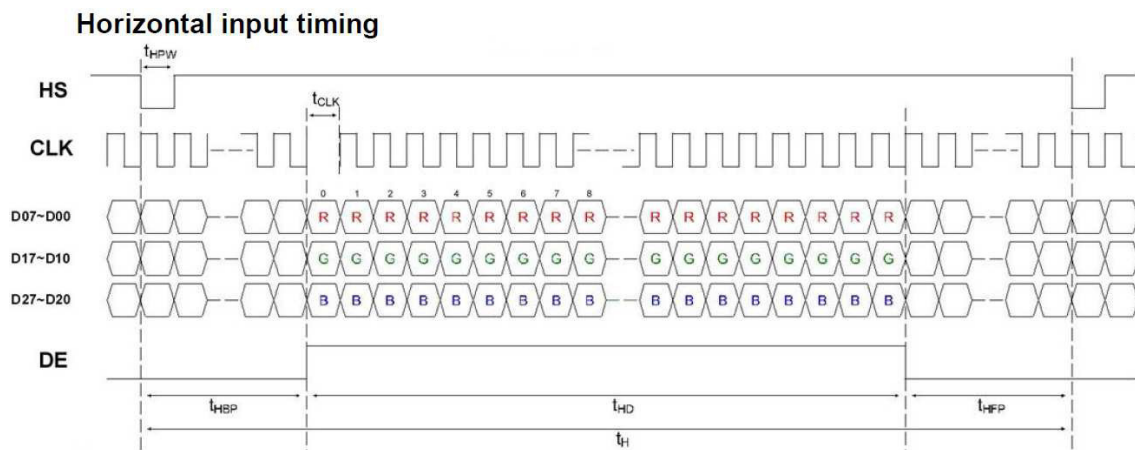 Horizontal input timing
tHPW
HS
tCLK
CLK
0 1 2 3 4 5 6 7 8
D07~D00 R R R R R R R R R R R R R R R R R
D17~D10 G G G G G G G G G G G G G G G G G
D27~D20 B B B B B B B B B B B B B B B B B
DE
tHBP tHD tHFP
tH